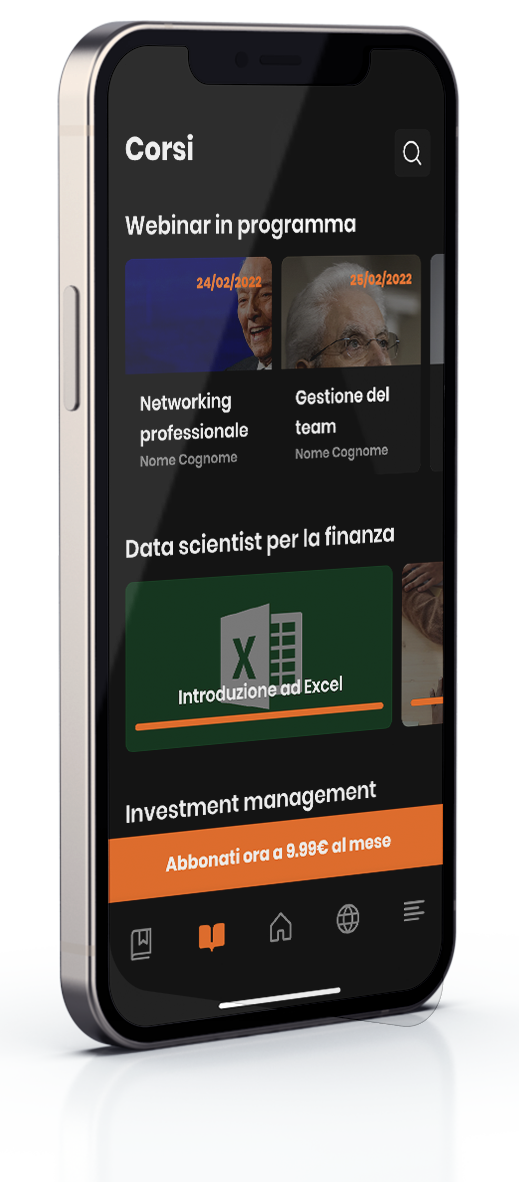 Corsi
Webinar in programma
24/02/2022
25/02/2022
Networking
professionale
Nome Cognome
Gestione del
team
Nome Cognome
Data scientist per la finanza
X
Introduzione ad Excel
Investment management
Abbonati ora a 9.99€ al mese